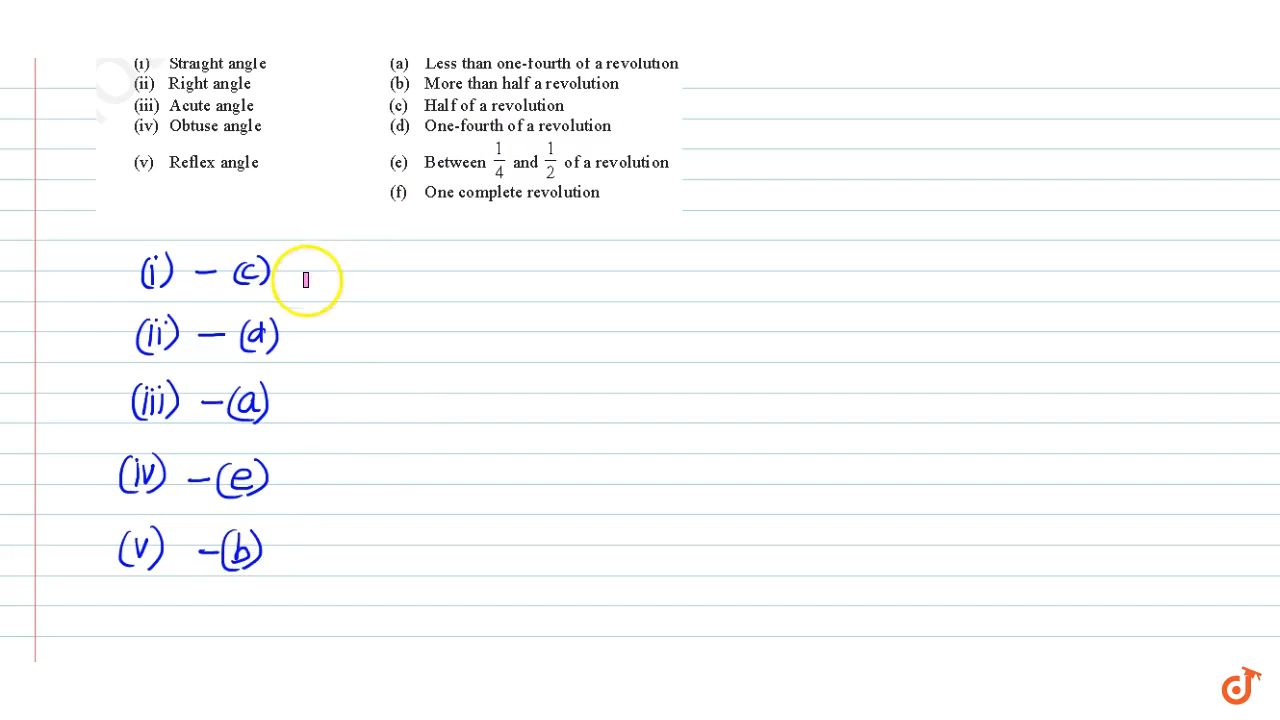 (i) Straight angle (a) Less than one-fourth of a revolution
(ii) Right angle (b) More than half a revolution
(iii) Acute angle (c) Half of a revolution
(iv) Obtuse angle (d) One-fourth of a revolution
(v) Reflex angle (e) Between 1/4 and 1/2 of a revolution
(f) One complete revolution
(i) - (c)
(ii) - (d)
(iii) - (a)
(iv) - (e)
(v) - (b)